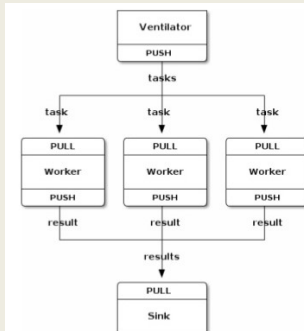 Ventilator
PUSH
tasks
task task task
PULL PULL PULL
Worker Worker Worker
PUSH PUSH PUSH
result result result
results
PULL
Sink